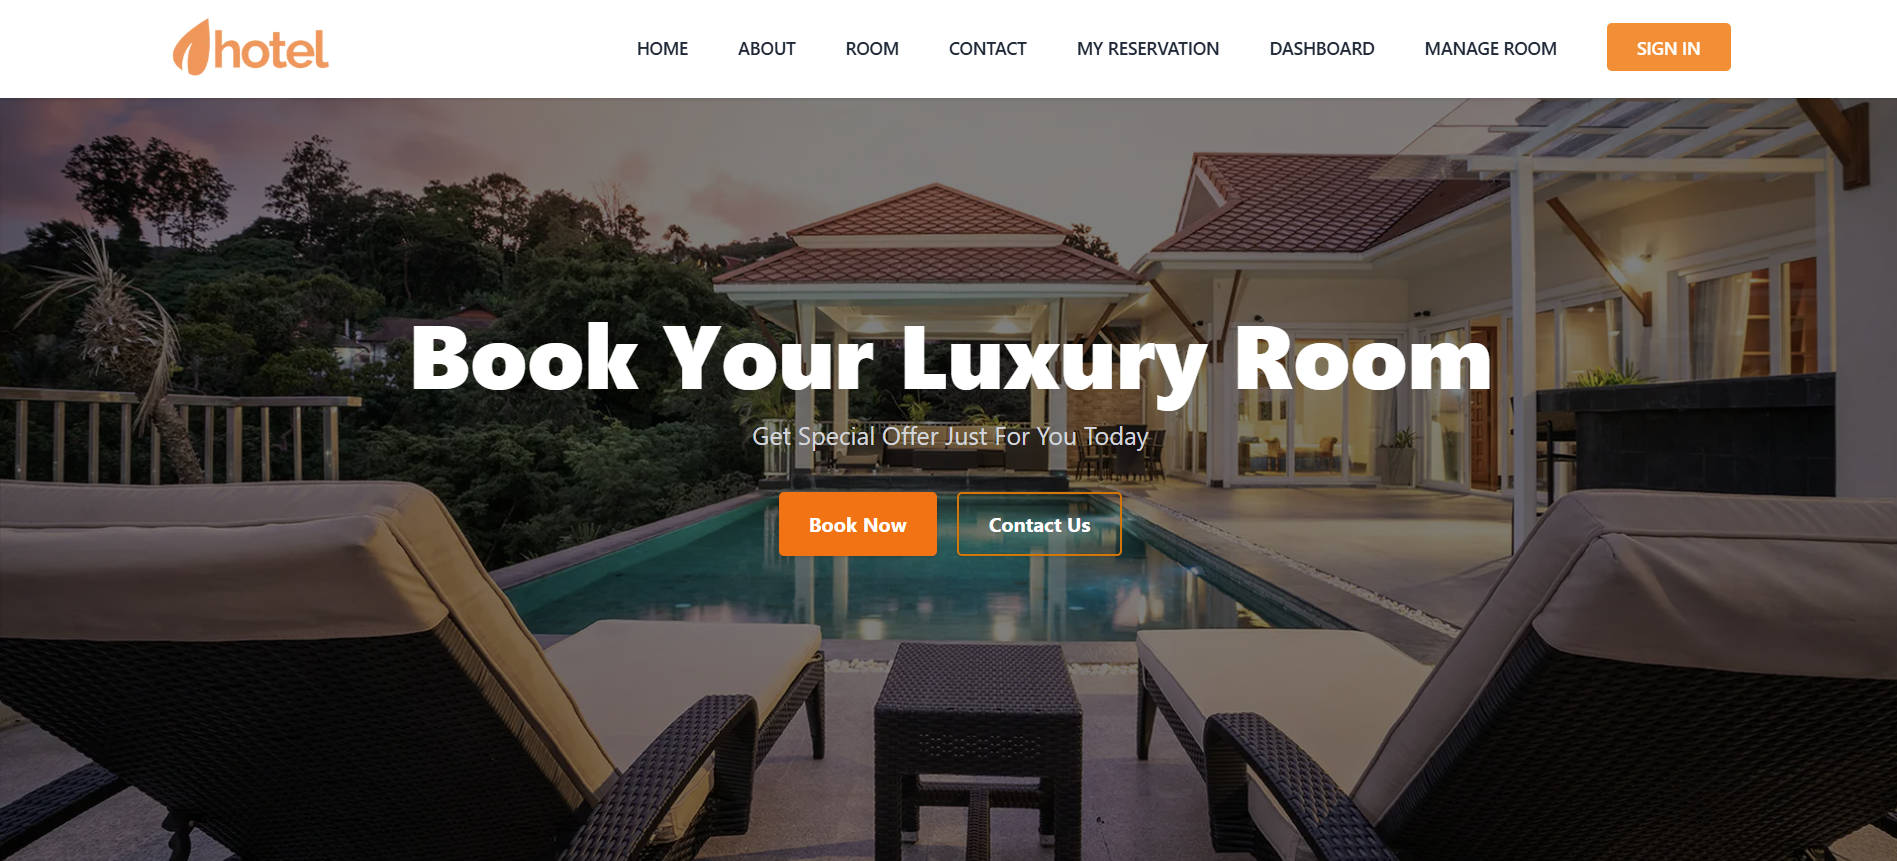 hotel
HOME ABOUT ROOM CONTACT MY RESERVATION DASHBOARD MANAGE ROOM SIGN IN
Book Your Luxury Room
Get Special Offer Just For You Today
Book Now Contact Us